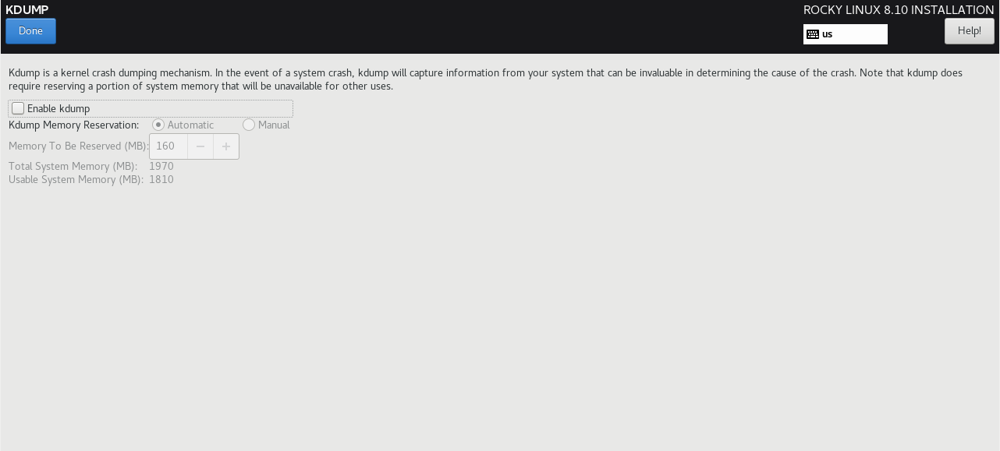 KDUMP
ROCKY LINUX 8.10 INSTALLATION
Done
us
Help!
Kdump is a kernel crash dumping mechanism. In the event of a system crash, kdump will capture information from your system that can be invaluable in determining the cause of the crash. Note that kdump does
require reserving a portion of system memory that will be unavailable for other uses.
Enable kdump
Kdump Memory Reservation: Automatic Manual
Memory To Be Reserved (MB): 160 − +
Total System Memory (MB): 1970
Usable System Memory (MB): 1810